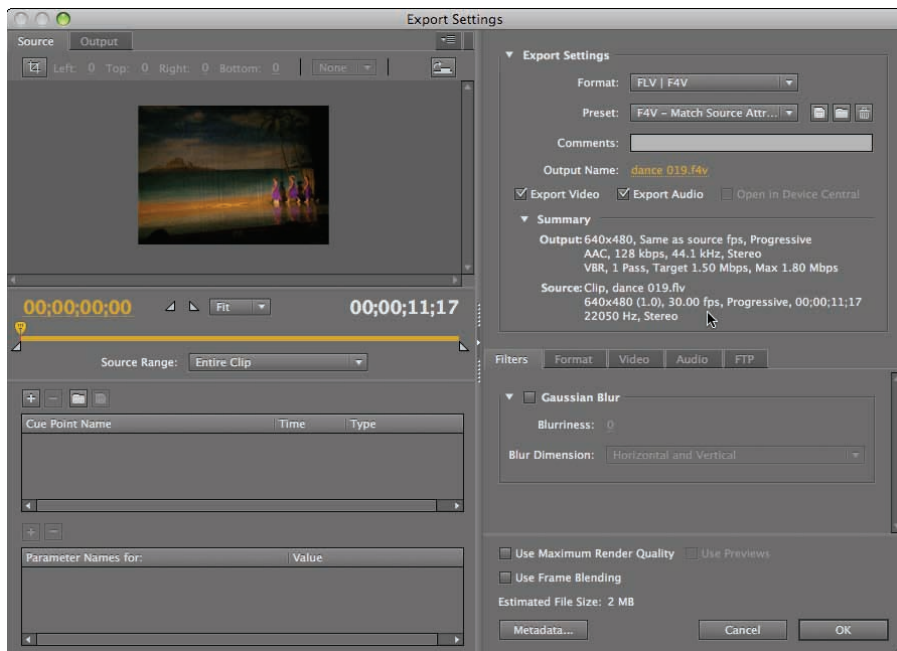 Export Settings
Source
Output
Left: 0 Top: 0 Right: 0 Bottom: 0
None
00;00;00;00
Fit
00;00;11;17
Source Range: Entire Clip
Cue Point Name Time Type
Parameter Names for: Value
Export Settings
Format: FLV | F4V
Preset: F4V – Match Source Attr...
Comments:
Output Name: dance 019.f4v
Export Video Export Audio Open in Device Central
Summary
Output: 640x480, Same as source fps, Progressive
AAC, 128 kbps, 44.1 kHz, Stereo
VBR, 1 Pass, Target 1.50 Mbps, Max 1.80 Mbps
Source: Clip, dance 019.flv
640x480 (1.0), 30.00 fps, Progressive, 00;00;11;17
22050 Hz, Stereo
Filters Format Video Audio FTP
Gaussian Blur
Blurriness: 0
Blur Dimension: Horizontal and Vertical
Use Maximum Render Quality Use Previews
Use Frame Blending
Estimated File Size: 2 MB
Metadata... Cancel OK